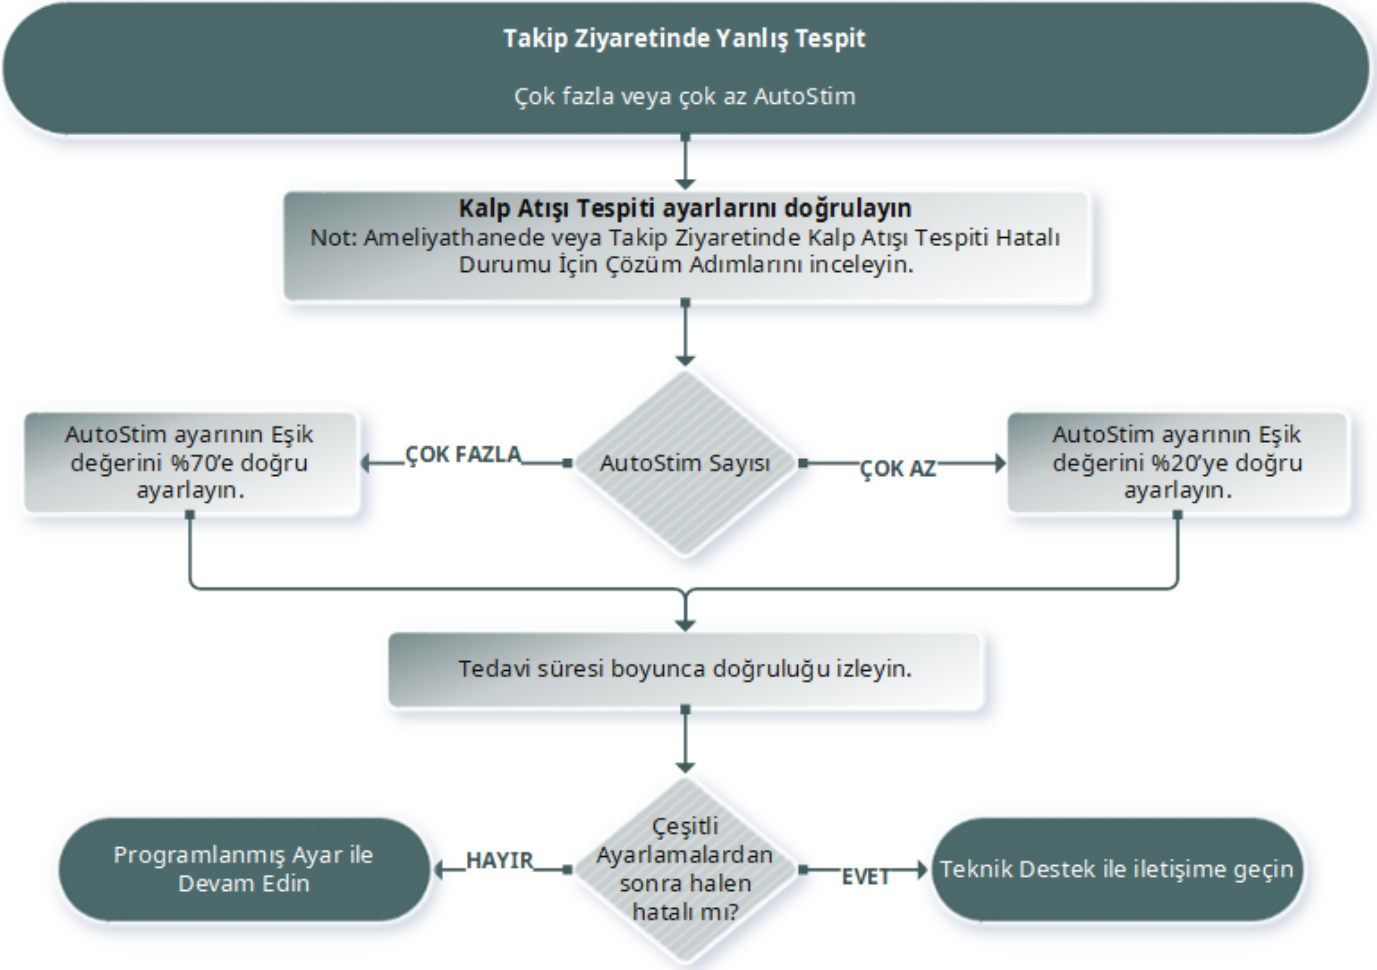 Takip Ziyaretinde Yanlış Tespit
Çok fazla veya çok az AutoStim
Kalp Atışı Tespiti ayarlarını doğrulayın
Not: Ameliyathanede veya Takip Ziyaretinde Kalp Atışı Tespiti Hatalı
Durumu İçin Çözüm Adımlarını inceleyin.
AutoStim ayarının Eşik
değerini %70’e doğru
ayarlayın.
ÇOK FAZLA
AutoStim Sayısı
ÇOK AZ
AutoStim ayarının Eşik
değerini %20’ye doğru
ayarlayın.
Tedavi süresi boyunca doğruluğu izleyin.
Programlanmış Ayar ile
Devam Edin
HAYIR
Çeşitli
Ayarlamalardan
sonra halen
hatalı mı?
EVET
Teknik Destek ile iletişime geçin